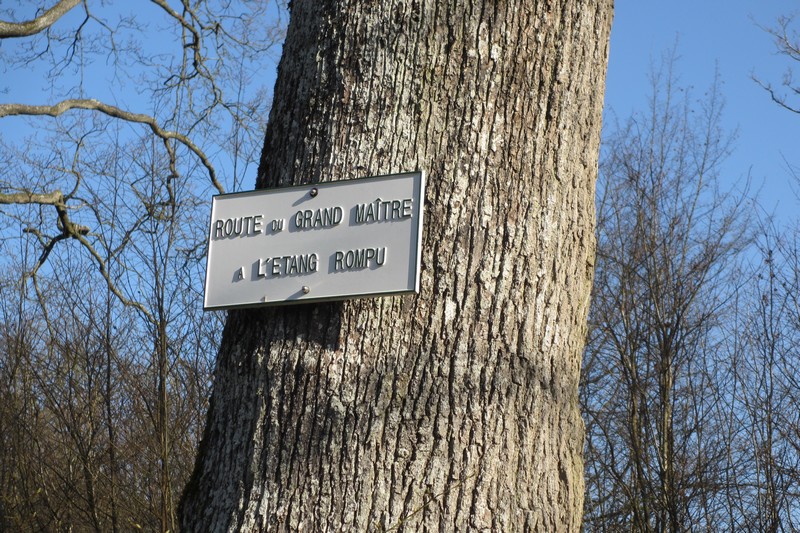 ROUTE DU GRAND MAÎTRE
A L'ETANG ROMPU